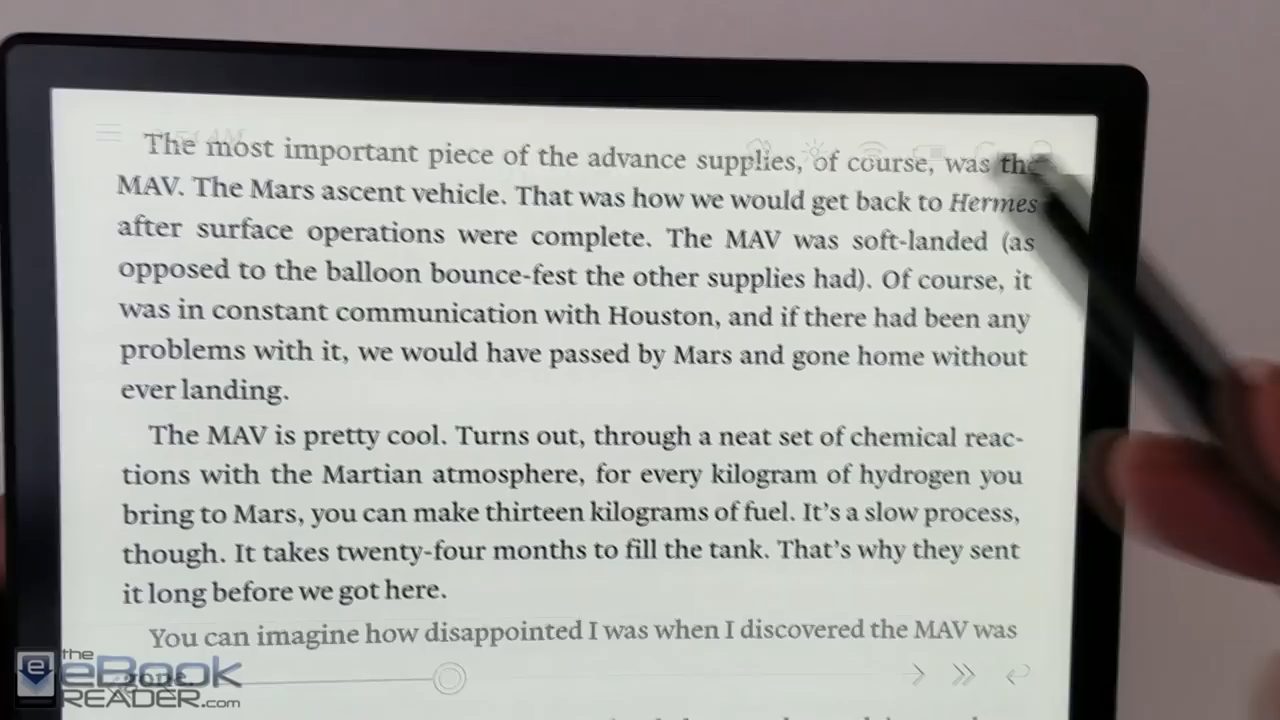 The most important piece of the advance supplies, of course, was the
MAV. The Mars ascent vehicle. That was how we would get back to Hermes
after surface operations were complete. The MAV was soft-landed (as
opposed to the balloon bounce-fest the other supplies had). Of course, it
was in constant communication with Houston, and if there had been any
problems with it, we would have passed by Mars and gone home without
ever landing.
The MAV is pretty cool. Turns out, through a neat set of chemical reac-
tions with the Martian atmosphere, for every kilogram of hydrogen you
bring to Mars, you can make thirteen kilograms of fuel. It's a slow process,
though. It takes twenty-four months to fill the tank. That's why they sent
it long before we got here.
You can imagine how disappointed I was when I discovered the MAV was
gone.
the
eBook
READER.com